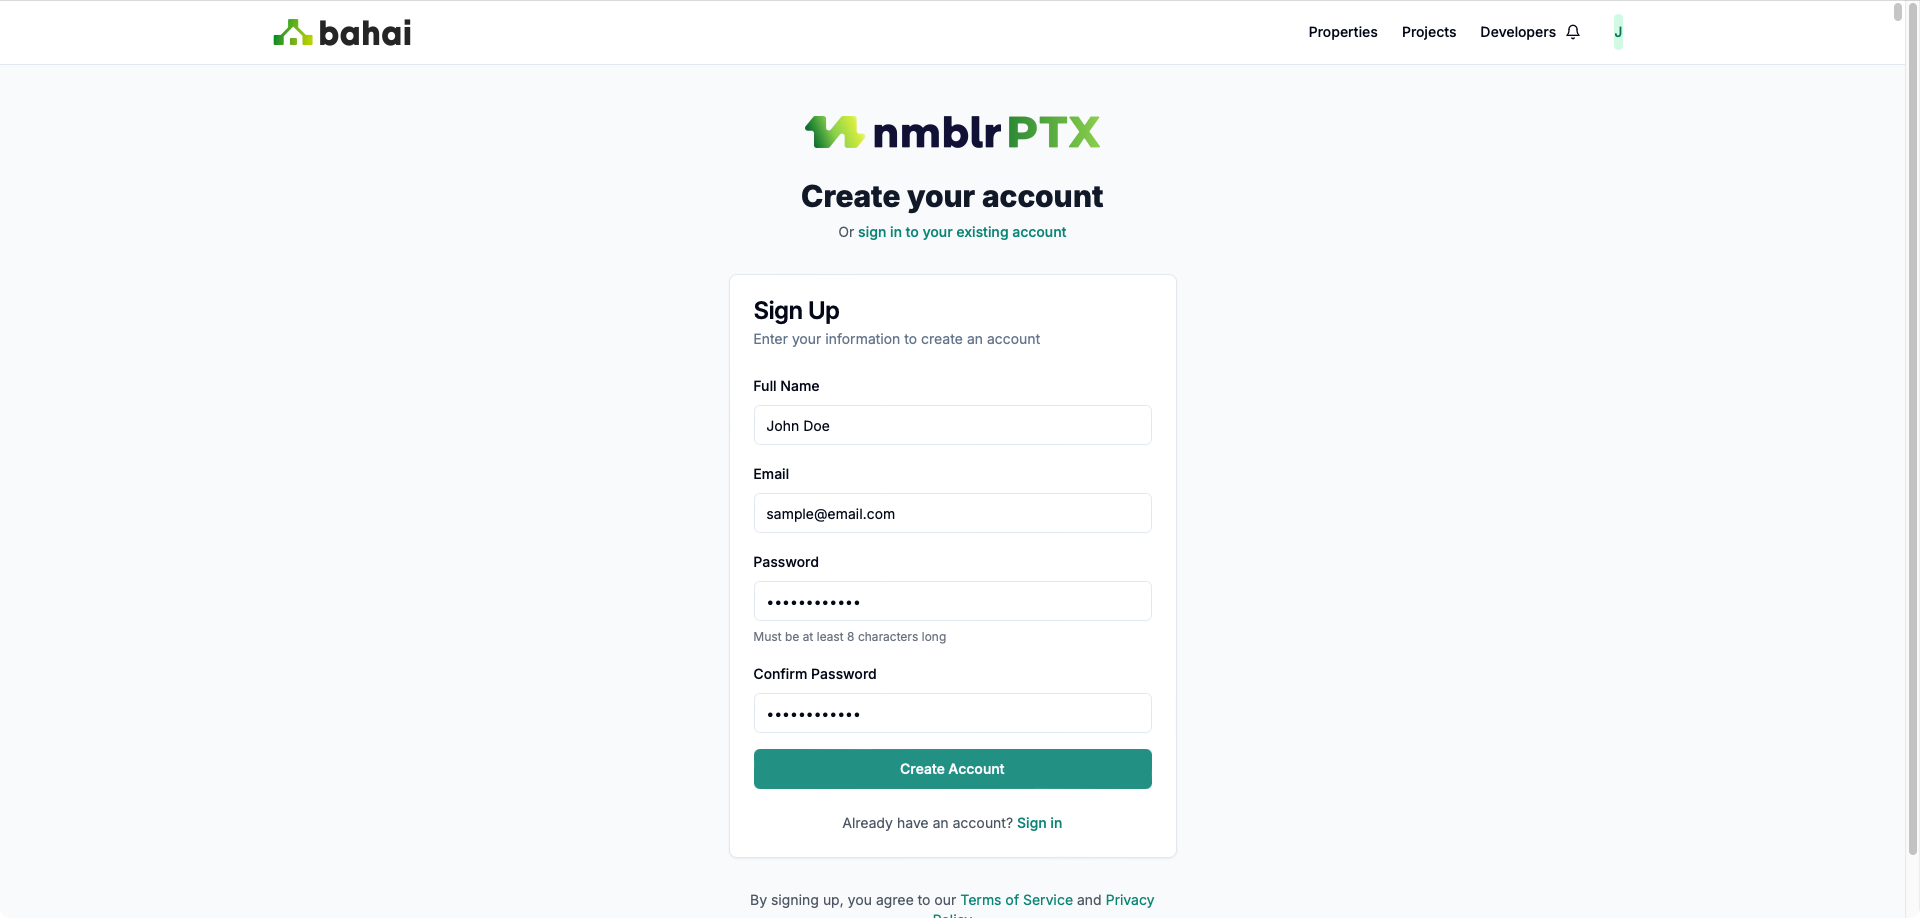 bahai
Properties Projects Developers J
nmblr PTX
Create your account
Or sign in to your existing account
Sign Up
Enter your information to create an account
Full Name
John Doe
Email
sample@email.com
Password
••••••••••••
Must be at least 8 characters long
Confirm Password
••••••••••••
Create Account
Already have an account? Sign in
By signing up, you agree to our Terms of Service and Privacy
Policy